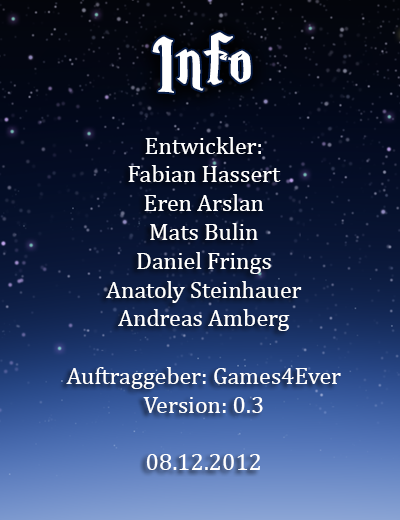 Info
Entwickler:
Fabian Hassert
Eren Arslan
Mats Bulin
Daniel Frings
Anatoly Steinhauer
Andreas Amberg
Auftraggeber: Games4Ever
Version: 0.3
08.12.2012